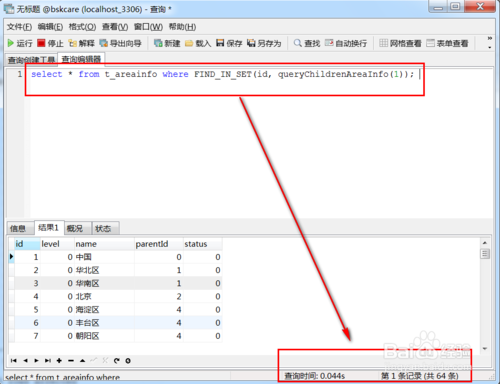 无标题 @bskcare (localhost_3306) - 查询 *
文件(F) 编辑(E) 格式(O) 查看(V) 窗口(W) 帮助(H)
运行 停止 解释 导出向导 新建 载入 保存 另存为 查找 自动换行 网格查看 表单查看
查询创建工具 查询编辑器
1 select * from t_areainfo where FIND_IN_SET(id, queryChildrenAreaInfo(1));
信息 结果1 概况 状态
id level name parentId status
1 0 中国 0 0
2 0 华北区 1 0
3 0 华南区 1 0
4 0 北京 2 0
5 0 海淀区 4 0
6 0 丰台区 4 0
7 0 朝阳区 4 0
Baidu 经验
select * from t_areainfo where 查询时间: 0.044s 第 1 条记录 (共 64 条)